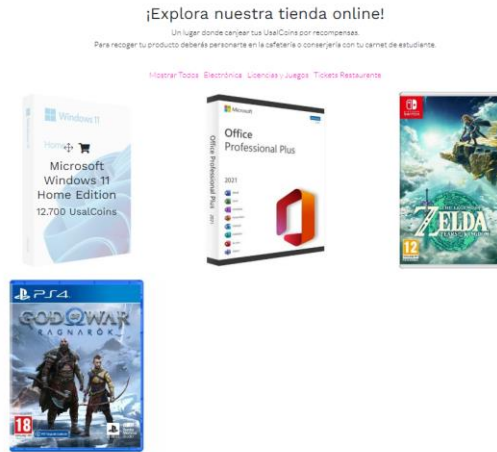 ¡Explora nuestra tienda online!
Un lugar donde canjear tus UsalCoins por recompensas.
Para recoger tu producto deberás personarte en la cafetería o conserjería con tu carnet de estudiante.
Mostrar Todos Electrónica Licencias y Juegos Tickets Restaurante
Windows 11
Home
Microsoft
Windows 11
Home Edition
12.700 UsalCoins
Microsoft
Office
Professional Plus
2021
Office Professional Plus
ZELDA
12
PS4
GOD OF WAR
RAGNARÖK
18